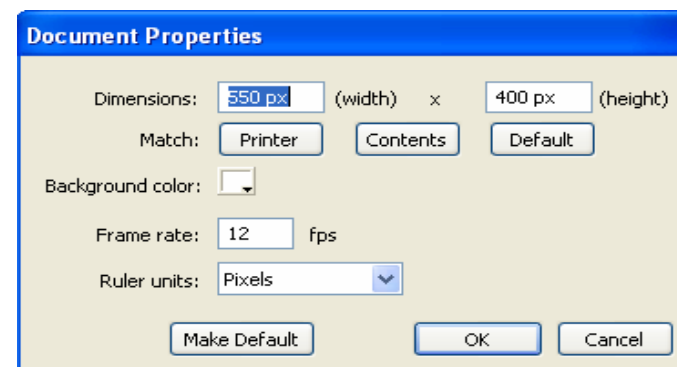 Document Properties
Dimensions: 550 px (width) x 400 px (height)
Match: Printer Contents Default
Background color:
Frame rate: 12 fps
Ruler units: Pixels
Make Default OK Cancel